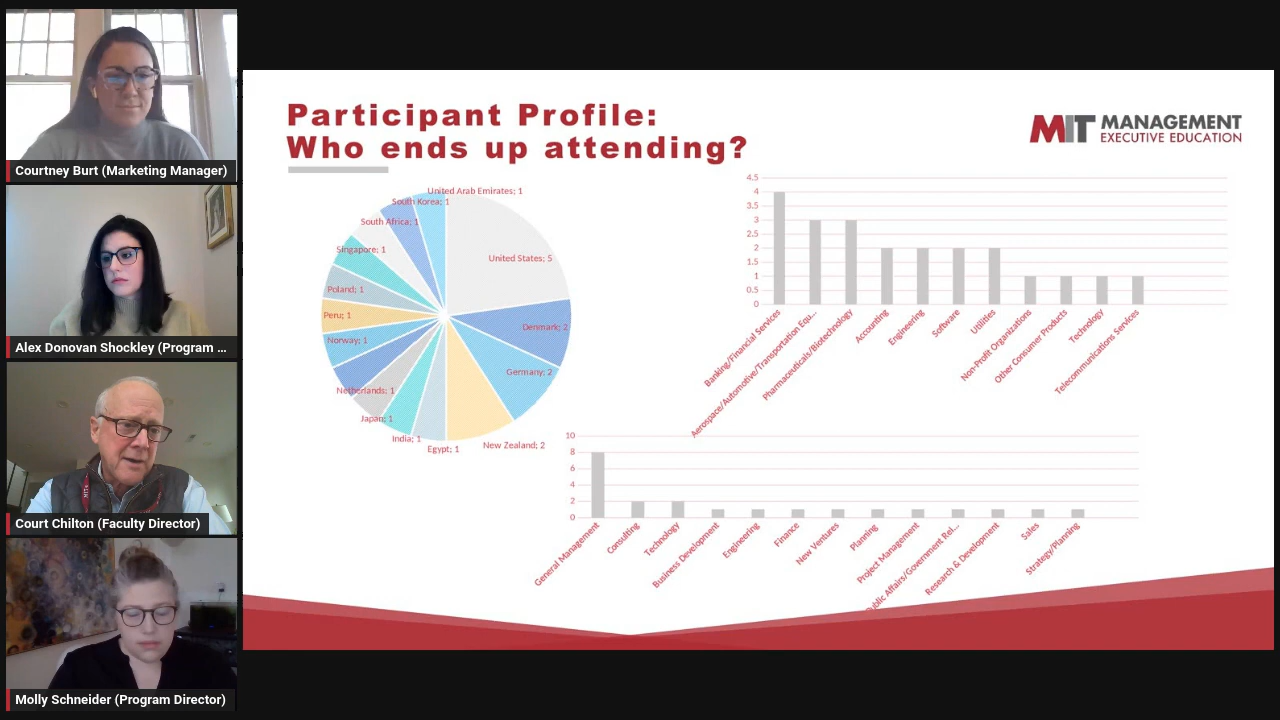 Courtney Burt (Marketing Manager)
Alex Donovan Shockley (Program ...
Court Chilton (Faculty Director)
Molly Schneider (Program Director)
Participant Profile:
Who ends up attending?
MIT MANAGEMENT
EXECUTIVE EDUCATION
United Arab Emirates; 1
South Korea; 1
South Africa; 1
Singapore; 1
Poland; 1
Peru; 1
Norway; 1
Netherlands; 1
Japan; 1
India; 1
Egypt; 1
New Zealand; 2
Germany; 2
Denmark; 2
United States; 5
4.5
4
3.5
3
2.5
2
1.5
1
0.5
0
Banking/Financial Services
Aerospace/Automotive/Transportation Equ...
Pharmaceuticals/Biotechnology
Accounting
Engineering
Software
Utilities
Non-Profit Organizations
Other Consumer Products
Technology
Telecommunications Services
10
8
6
4
2
0
General Management
Consulting
Technology
Business Development
Engineering
Finance
New Ventures
Planning
Project Management
Affairs/Government Rel...
Research & Development
Sales
Strategy/Planning